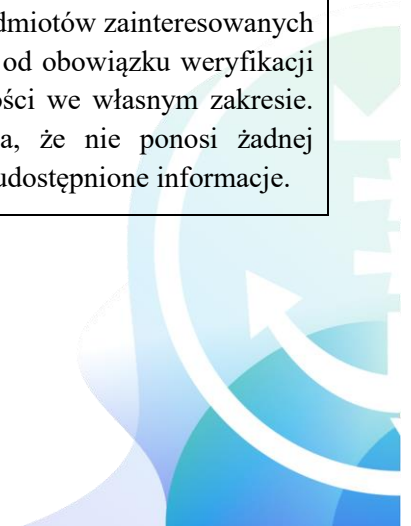 dmiotów zainteresowanych
od obowiązku weryfikacji
ości we własnym zakresie.
a, że nie ponosi żadnej
udostępnione informacje.